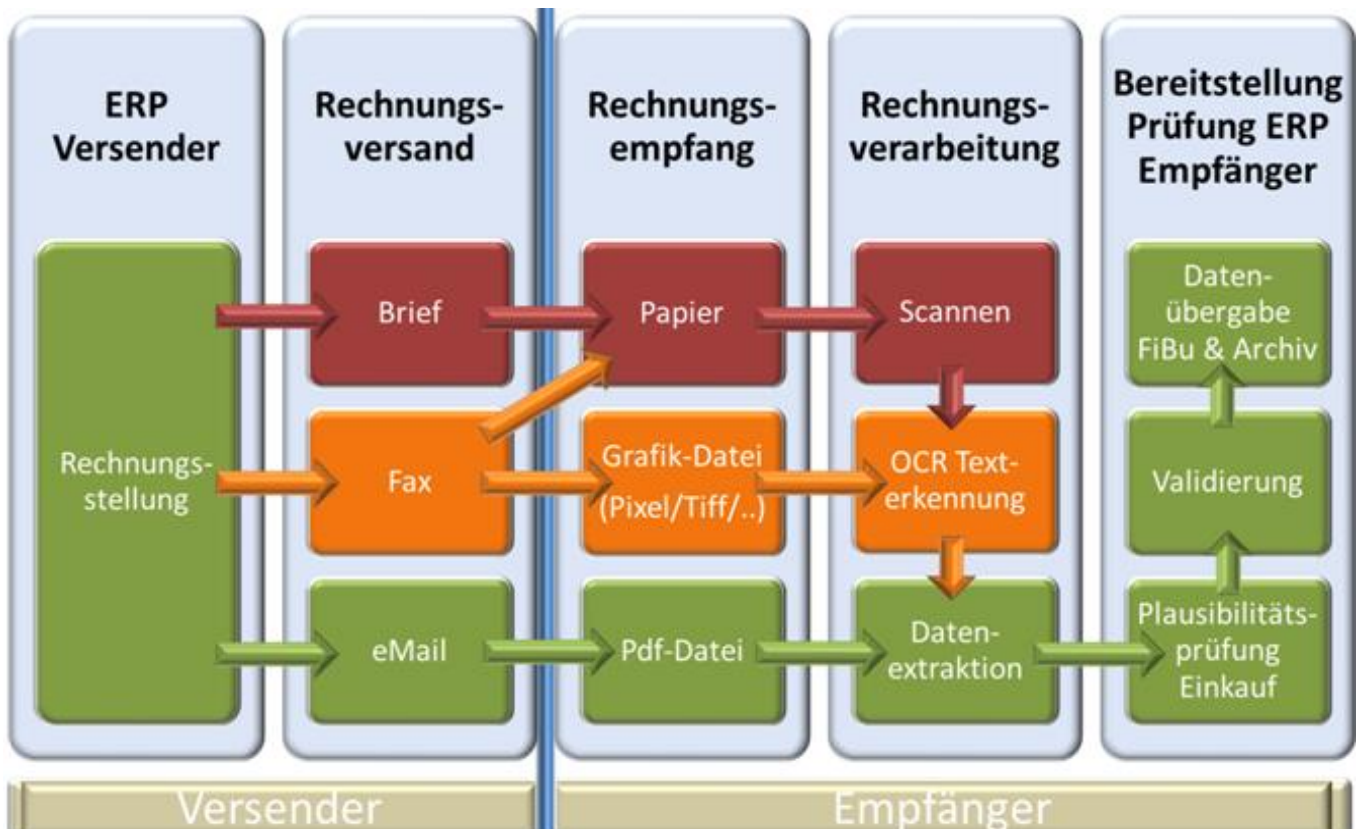 ERP
Versender
Rechnungs-
versand
Rechnungs-
empfang
Rechnungs-
verarbeitung
Bereitstellung
Prüfung ERP
Empfänger
Rechnungs-
stellung
Brief
Papier
Scannen
Daten-
übergabe
FiBu & Archiv
Fax
Grafik-Datei
(Pixel/Tiff/..)
OCR Text-
erkennung
Validierung
eMail
Pdf-Datei
Daten-
extraktion
Plausibilitäts-
prüfung
Einkauf
Versender
Empfänger